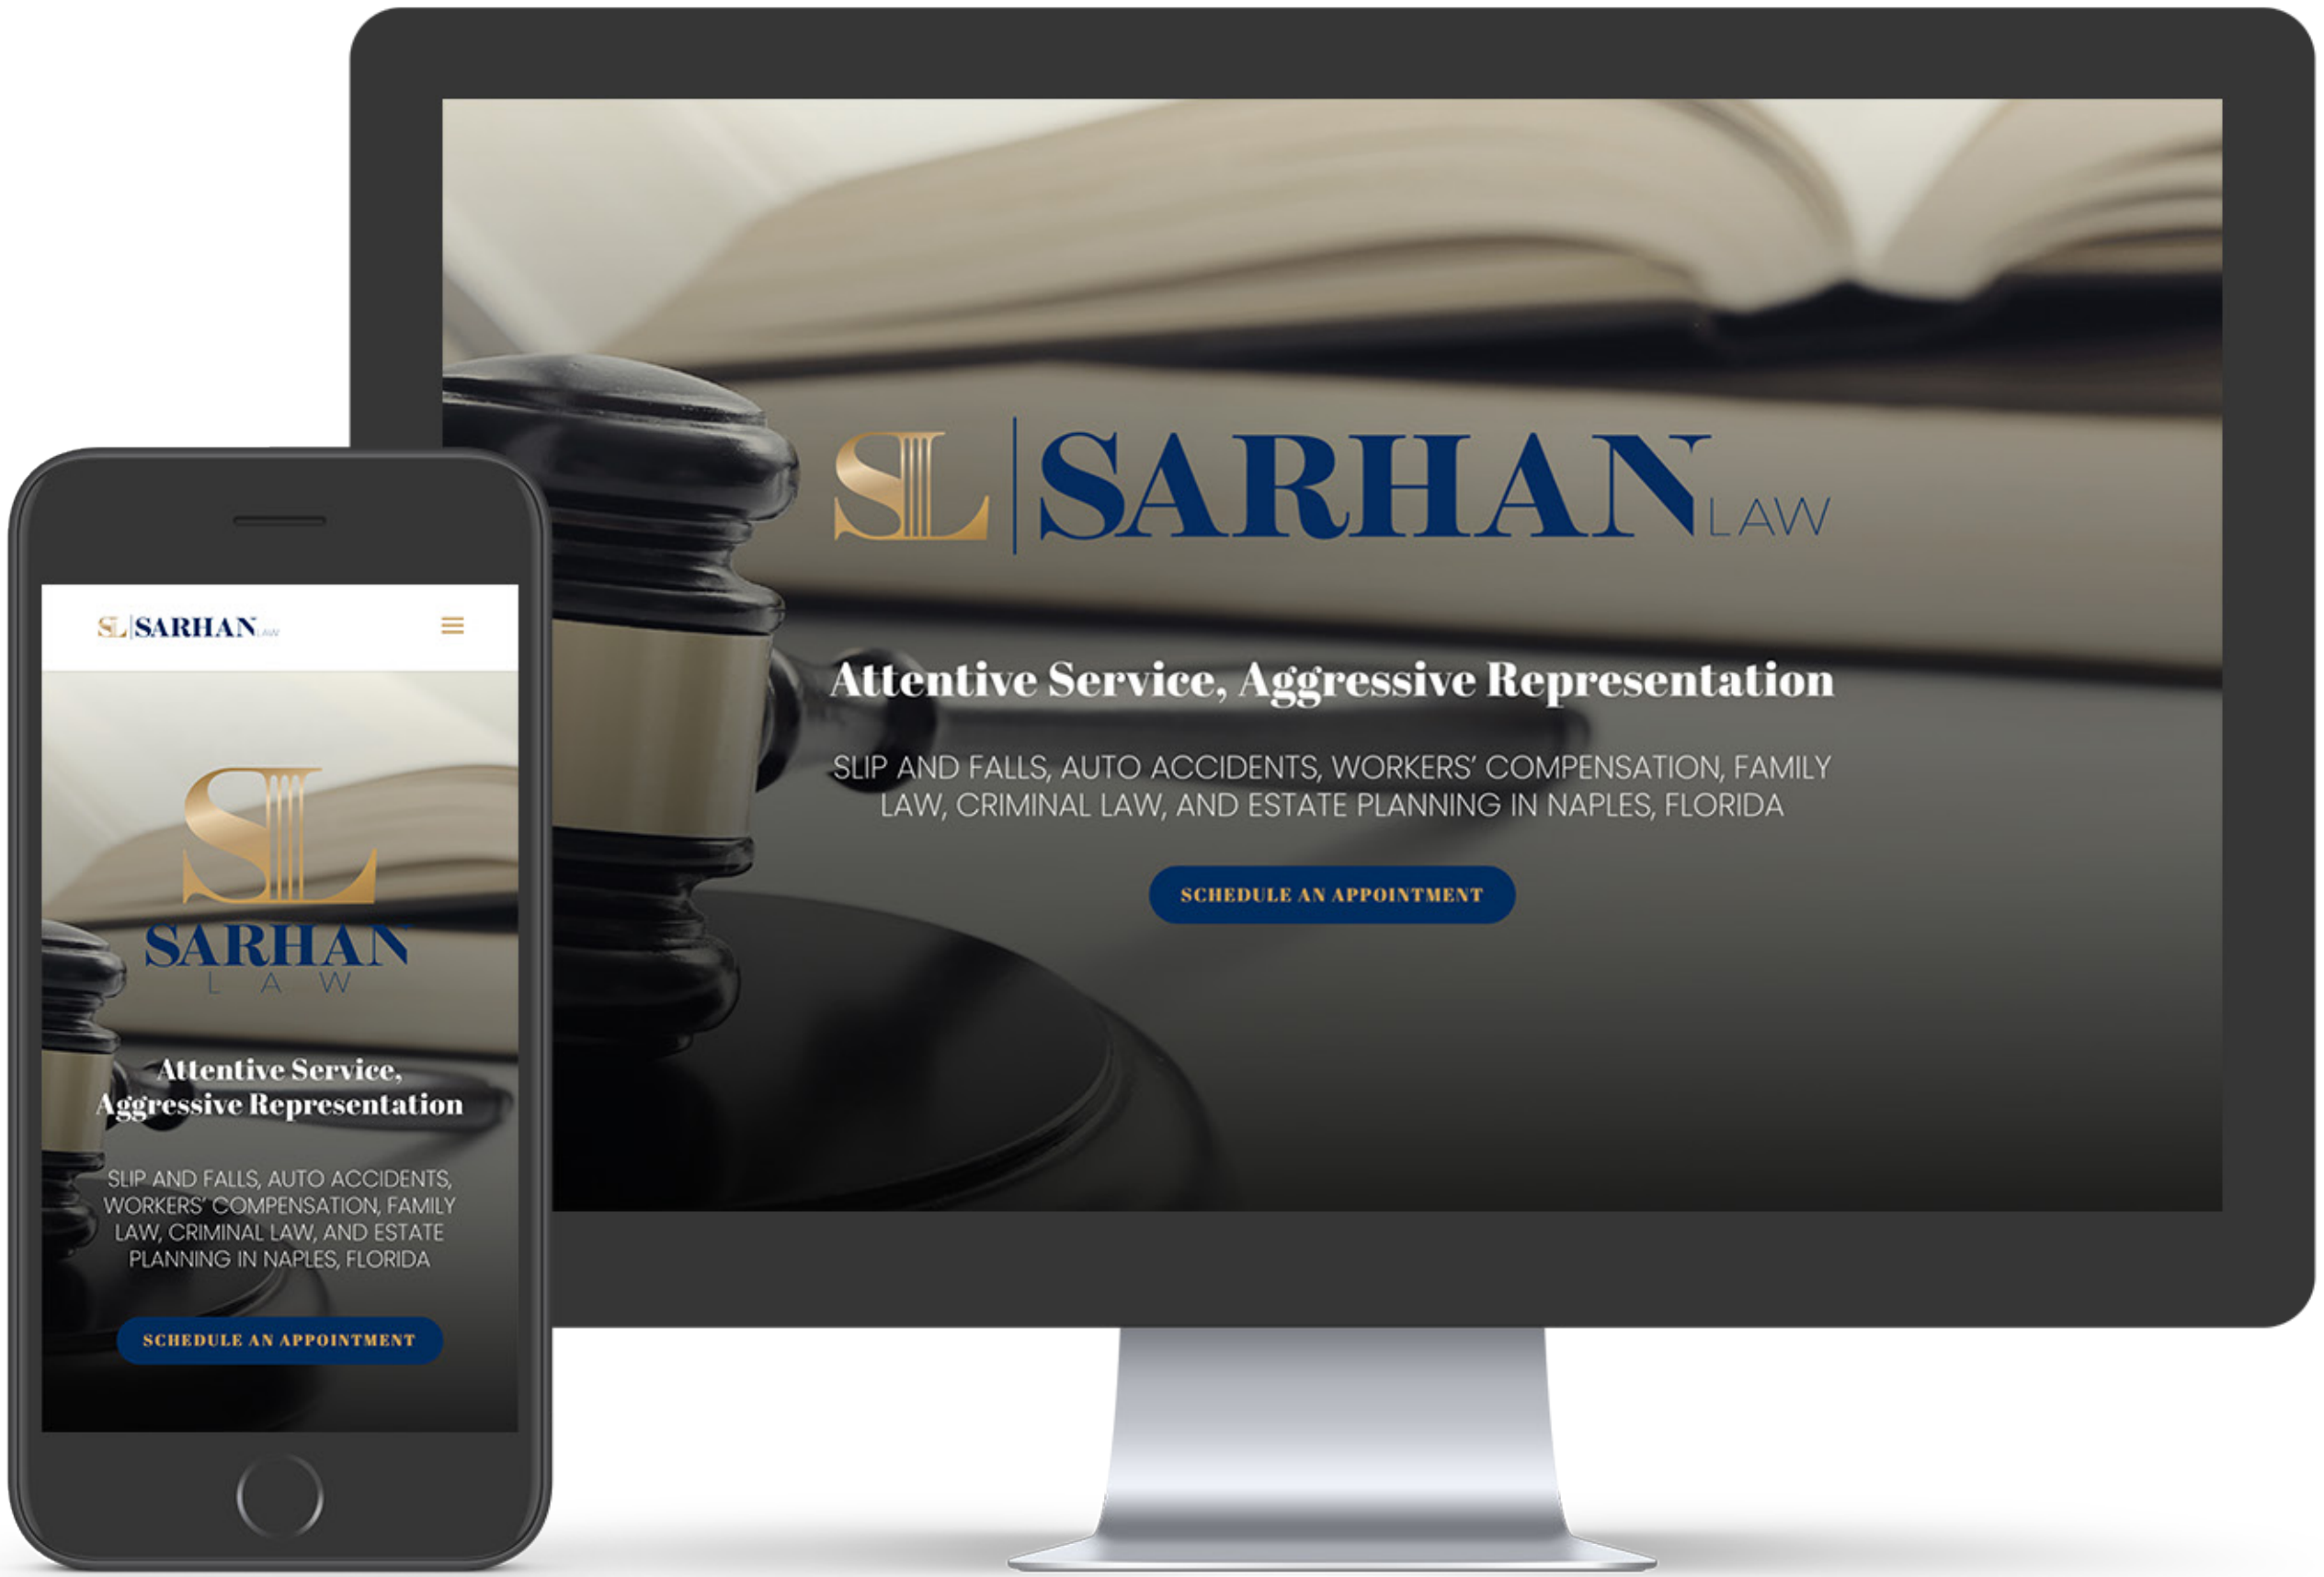 SL SARHAN LAW
Attentive Service, Aggressive Representation
SLIP AND FALLS, AUTO ACCIDENTS, WORKERS’ COMPENSATION, FAMILY
LAW, CRIMINAL LAW, AND ESTATE PLANNING IN NAPLES, FLORIDA
SCHEDULE AN APPOINTMENT
SL SARHAN LAW
SL
SARHAN
LAW
Attentive Service,
Aggressive Representation
SLIP AND FALLS, AUTO ACCIDENTS,
WORKERS’ COMPENSATION, FAMILY
LAW, CRIMINAL LAW, AND ESTATE
PLANNING IN NAPLES, FLORIDA
SCHEDULE AN APPOINTMENT